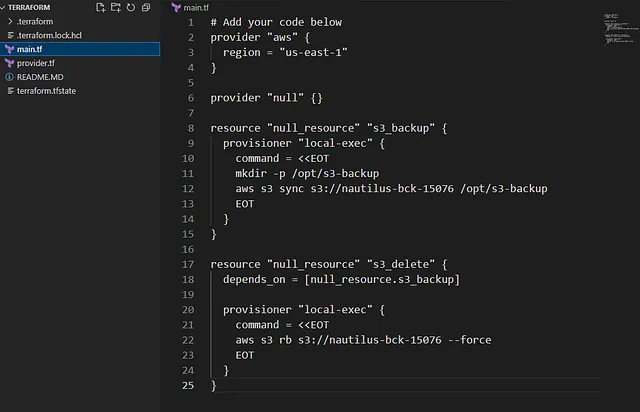 TERRAFORM
.terraform
.terraform.lock.hcl
main.tf
provider.tf
README.MD
terraform.tfstate
main.tf
1 # Add your code below
2 provider "aws" {
3 region = "us-east-1"
4 }
5
6 provider "null" {}
7
8 resource "null_resource" "s3_backup" {
9 provisioner "local-exec" {
10 command = <<EOT
11 mkdir -p /opt/s3-backup
12 aws s3 sync s3://nautilus-bck-15076 /opt/s3-backup
13 EOT
14 }
15 }
16
17 resource "null_resource" "s3_delete" {
18 depends_on = [null_resource.s3_backup]
19
20 provisioner "local-exec" {
21 command = <<EOT
22 aws s3 rb s3://nautilus-bck-15076 --force
23 EOT
24 }
25 }